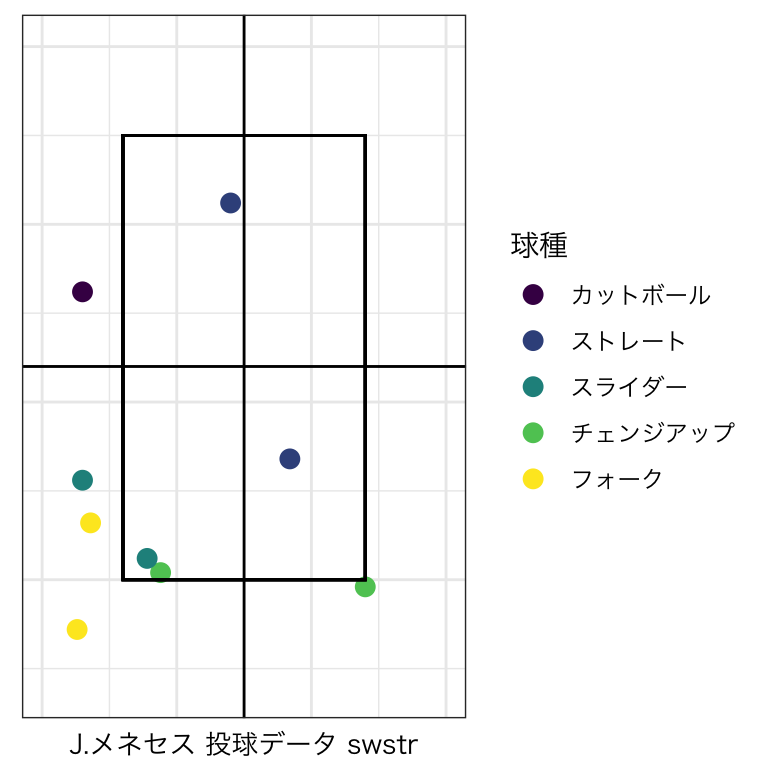 球種
カットボール
ストレート
スライダー
チェンジアップ
フォーク
J.メネセス 投球データ swstr